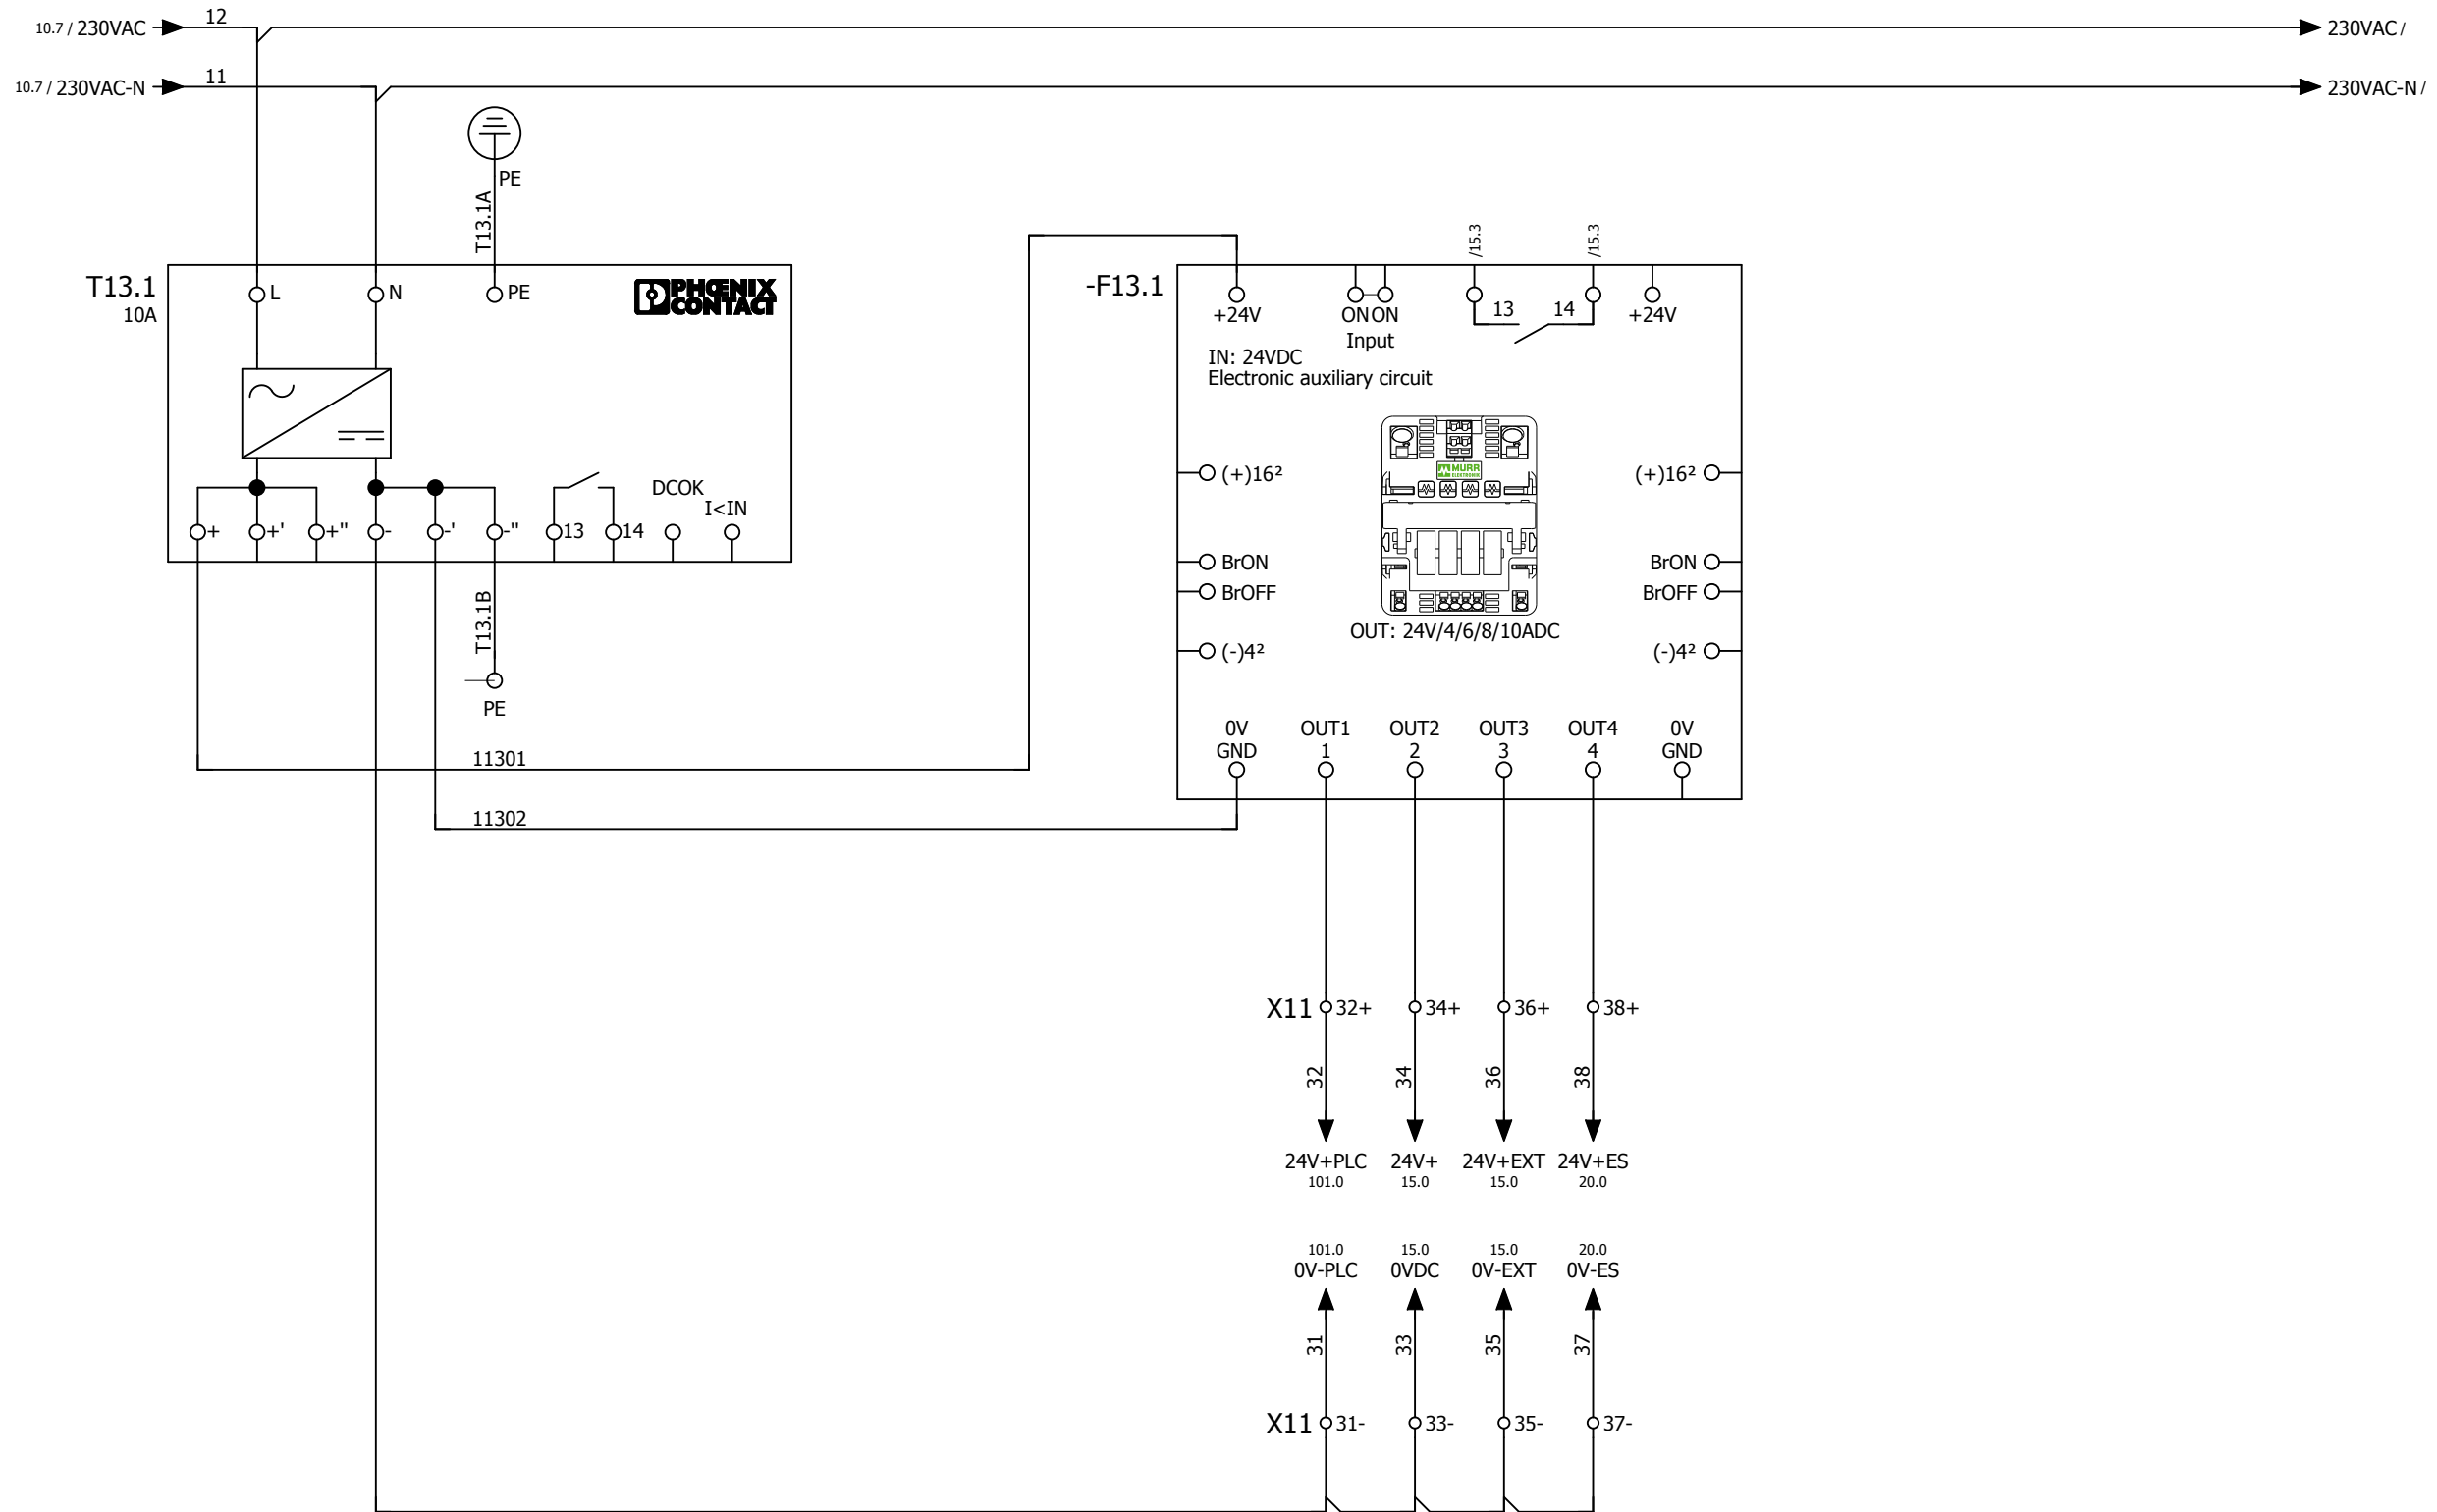 12
10.7 / 230VAC
230VAC /
11
10.7 / 230VAC-N
230VAC-N /
PE
T13.1A
T13.1
10A
L
N
PE
PHŒNIX
CONTACT
DCOK
I<IN
+
+'
+"
-
-'
-"
13
14
T13.1B
PE
11301
11302
/15.3
/15.3
-F13.1
+24V
ON ON
Input
13
14
+24V
IN: 24VDC
Electronic auxiliary circuit
(+)16²
(+)16²
MURR
ELEKTRONIK
BrON
BrON
BrOFF
BrOFF
OUT: 24V/4/6/8/10ADC
(-)4²
(-)4²
0V
GND
OUT1
1
OUT2
2
OUT3
3
OUT4
4
0V
GND
X11
32+
34+
36+
38+
32
34
36
38
24V+PLC
101.0
24V+
15.0
24V+EXT
15.0
24V+ES
20.0
101.0
0V-PLC
15.0
0VDC
15.0
0V-EXT
20.0
0V-ES
31
33
35
37
X11
31-
33-
35-
37-